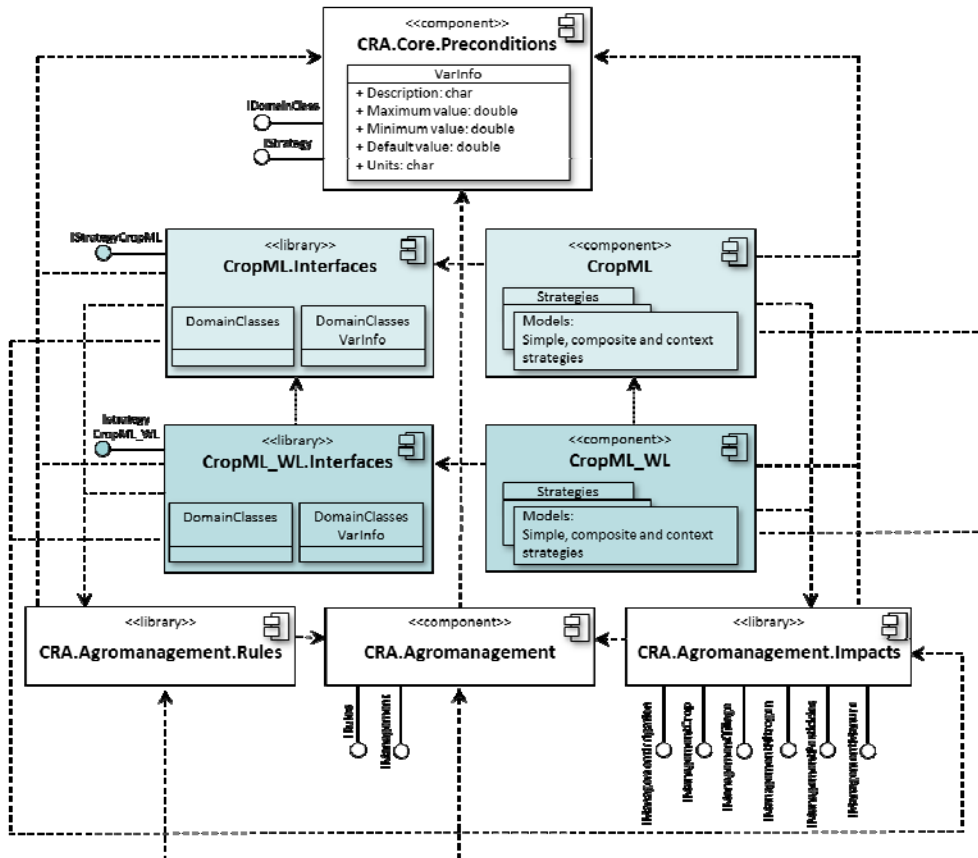 <<component>>
CRA.Core.Preconditions
VarInfo
+ Description: char
+ Maximum value: double
+ Minimum value: double
+ Default value: double
+ Units: char
IDomainClass
IStrategy
IStrategyCropML
<<library>>
CropML.Interfaces
DomainClasses
DomainClasses
VarInfo
<<component>>
CropML
Strategies
Models:
Simple, composite and context
strategies
Istrategy
CropML_WL
<<library>>
CropML_WL.Interfaces
DomainClasses
DomainClasses
VarInfo
<<component>>
CropML_WL
Strategies
Models:
Simple, composite and context
strategies
<<library>>
CRA.Agromanagement.Rules
<<component>>
CRA.Agromanagement
<<library>>
CRA.Agromanagement.Impacts
IRules
IManagement
IManagementIrrigation
IManagementCrop
IManagementTillage
IManagementNitrogen
IManagementPesticides
IManagementManure